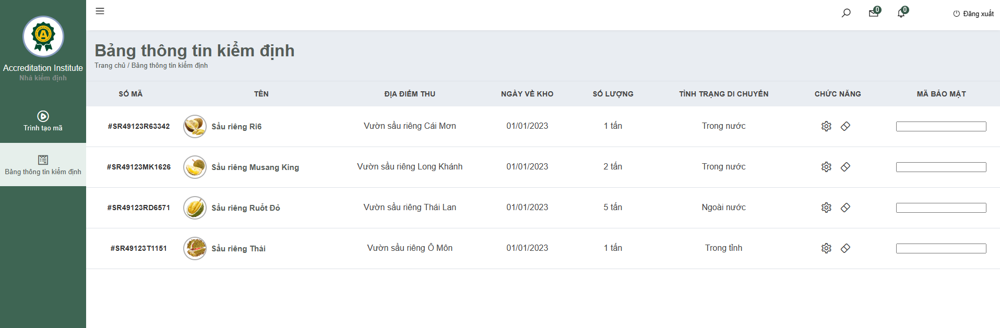 0
0
Đăng xuất
A
Accreditation Institute
Nhà kiểm định
Trình tạo mã
Bảng thông tin kiểm định
Bảng thông tin kiểm định
Trang chủ / Bảng thông tin kiểm định
SỐ MÃ TÊN ĐỊA ĐIỂM THU NGÀY VỀ KHO SỐ LƯỢNG TÌNH TRẠNG DI CHUYỂN CHỨC NĂNG MÃ BẢO MẬT
#SR49123R63342 Sầu riêng Ri6 Vườn sầu riêng Cái Mơn 01/01/2023 1 tấn Trong nước
#SR49123MK1626 Sầu riêng Musang King Vườn sầu riêng Long Khánh 01/01/2023 2 tấn Trong nước
#SR49123RD6571 Sầu riêng Ruột Đỏ Vườn sầu riêng Thái Lan 01/01/2023 5 tấn Ngoài nước
#SR49123T1151 Sầu riêng Thái Vườn sầu riêng Ô Môn 01/01/2023 1 tấn Trong tỉnh